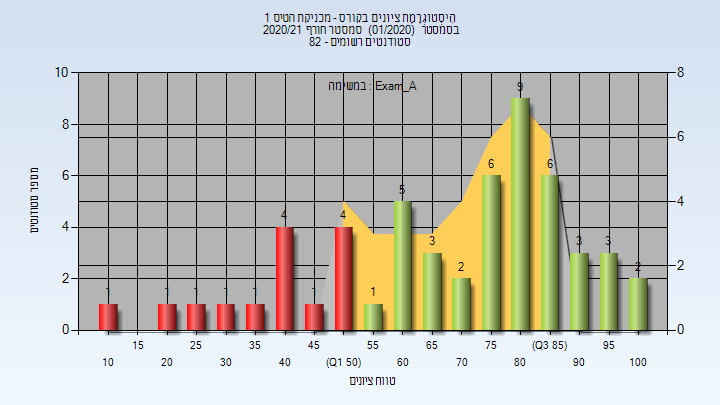 היסטוגרמת ציונים בקורס - מכניקת הטיס 1
בסמסטר (01/2020) סמסטר חורף 2020/21
סטודנטים רשומים - 82
במשימה : Exam_A
מספר סטודנטים
10 8 6 4 2 0
8 6 4 2 0
1 1 1 1 1 4 1 4 1 5 3 2 6 9 6 3 3 2
15 25 35 45 55 65 75 (Q3 85) 95
10 20 30 40 (Q1 50) 60 70 80 90 100
טווח ציונים